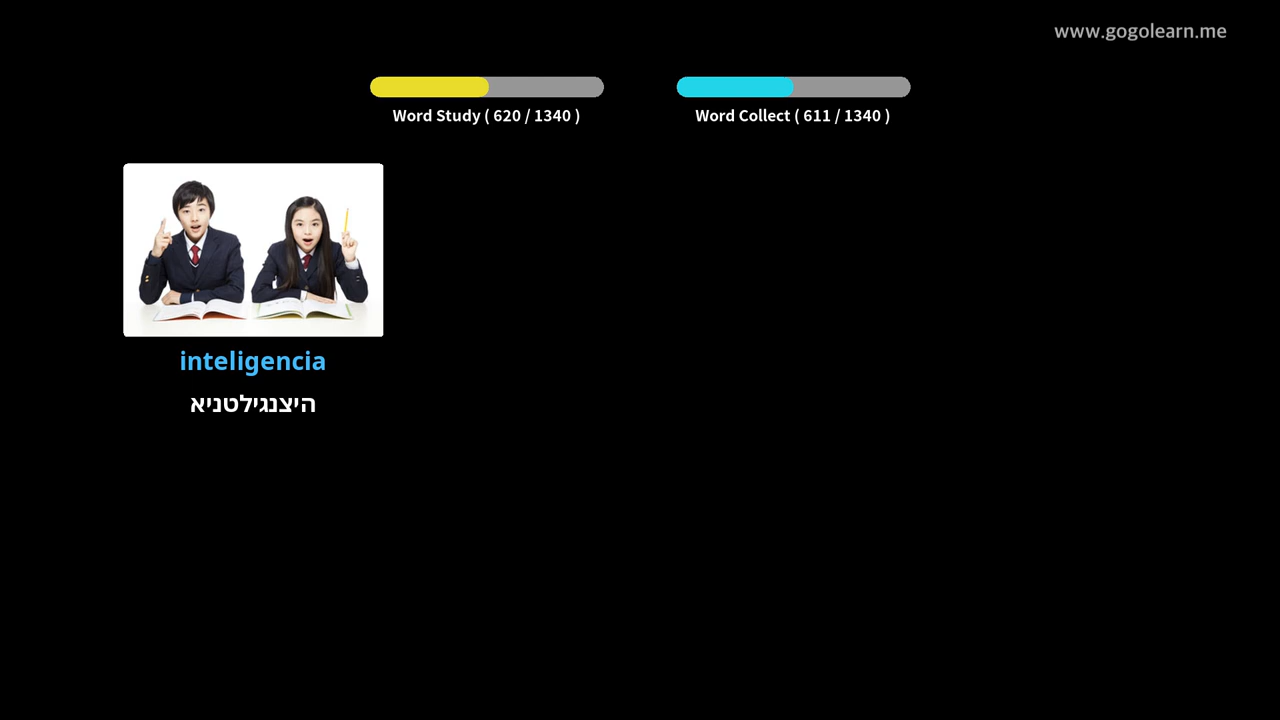 www.gogolearn.me
Word Study ( 620 / 1340 )
Word Collect ( 611 / 1340 )
inteligencia
היצנגילטניא